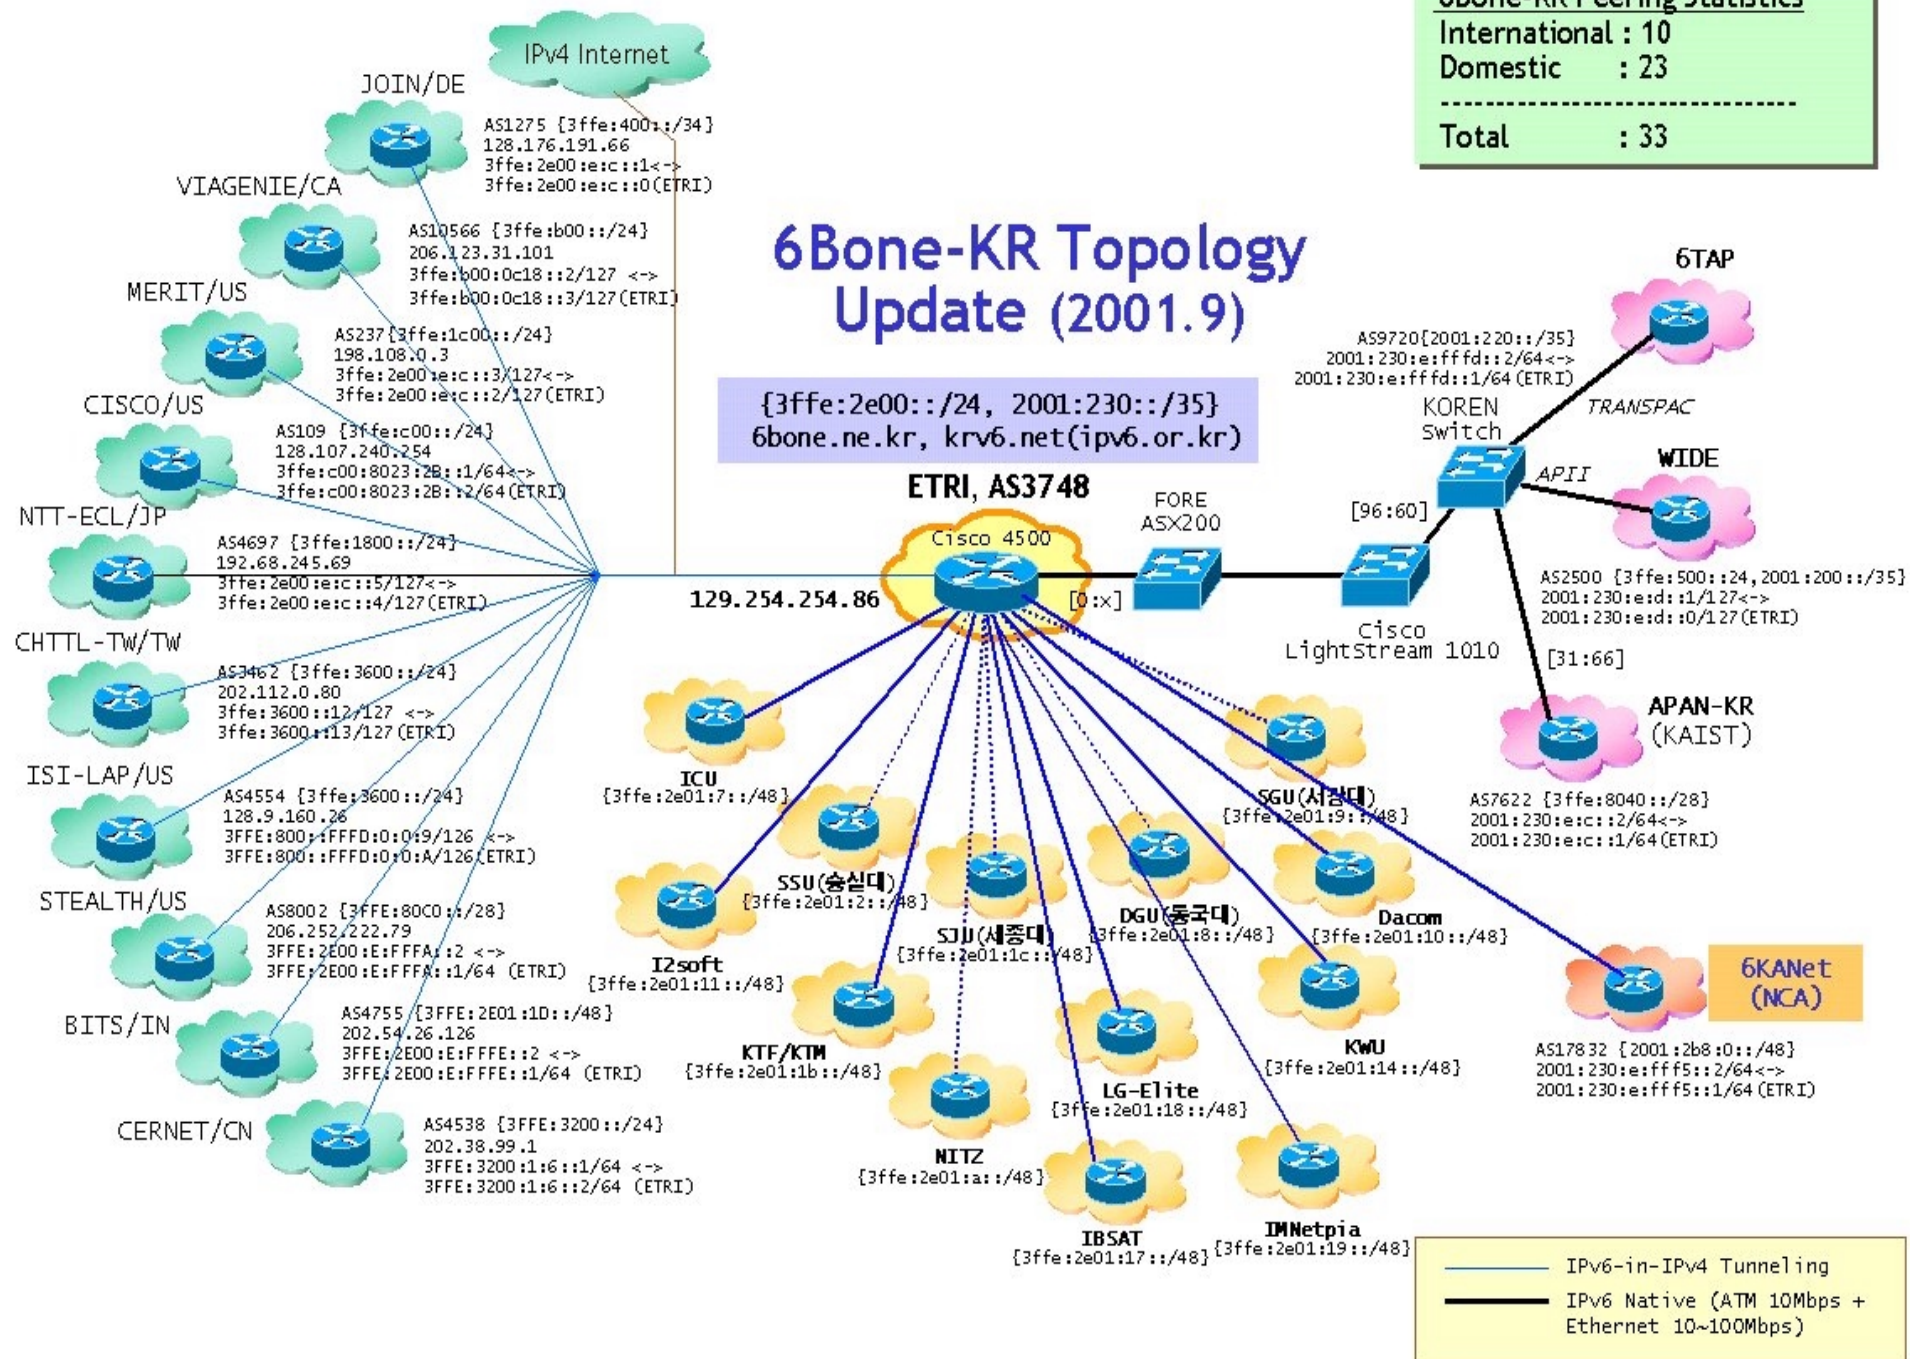 6Bone-KR Peering Statistics
International : 10
Domestic : 23
--------------------------------
Total : 33
IPv4 Internet
JOIN/DE
AS1275 {3ffe:400::/34}
128.176.191.66
3ffe:2e00:e:c::1<->
3ffe:2e00:e:c::0(ETRI)
VIAGENIE/CA
AS10566 {3ffe:b00::/24}
206.123.31.101
3ffe:b00:0c18::2/127 <->
3ffe:b00:0c18::3/127(ETRI)
MERIT/US
AS237{3ffe:1c00::/24}
198.108.0.3
3ffe:2e00:e:c::3/127<->
3ffe:2e00:e:c::2/127(ETRI)
CISCO/US
AS109 {3ffe:c00::/24}
128.107.240.254
3ffe:c00:8023:2B::1/64<->
3ffe:c00:8023:2B::2/64(ETRI)
NTT-ECL/JP
AS4697 {3ffe:1800::/24}
192.68.245.69
3ffe:2e00:e:c::5/127<->
3ffe:2e00:e:c::4/127(ETRI)
CHTTL-TW/TW
AS3462 {3ffe:3600::/24}
202.112.0.80
3ffe:3600::12/127 <->
3ffe:3600::13/127(ETRI)
ISI-LAP/US
AS4554 {3ffe:3600::/24}
128.9.160.26
3FFE:800::FFFD:0:0:9/126 <->
3FFE:800::FFFD:0:0:A/126(ETRI)
STEALTH/US
AS8002 {3FFE:80C0::/28}
206.252.222.79
3FFE:2E00:E:FFFA::2 <->
3FFE:2E00:E:FFFA::1/64 (ETRI)
BITS/IN
AS4755 {3FFE:2E01:1D::/48}
202.54.26.126
3FFE:2E00:E:FFFE::2 <->
3FFE:2E00:E:FFFE::1/64 (ETRI)
CERNET/CN
AS4538 {3FFE:3200::/24}
202.38.99.1
3FFE:3200:1:6::1/64 <->
3FFE:3200:1:6::2/64 (ETRI)
6Bone-KR Topology
Update (2001.9)
{3ffe:2e00::/24, 2001:230::/35}
6bone.ne.kr, krv6.net(ipv6.or.kr)
ETRI, AS3748
Cisco 4500
129.254.254.86
[0:x]
FORE
ASX200
Cisco
LightStream 1010
[96:60]
KOREN
Switch
AS9720{2001:220::/35}
2001:230:e:fffd::2/64<->
2001:230:e:fffd::1/64(ETRI)
6TAP
TRANSPAC
WIDE
APII
AS2500 {3ffe:500::24,2001:200::/35}
2001:230:e:d::1/127<->
2001:230:e:d::0/127(ETRI)
[31:66]
APAN-KR
(KAIST)
AS7622 {3ffe:8040::/28}
2001:230:e:c::2/64<->
2001:230:e:c::1/64(ETRI)
ICU
{3ffe:2e01:7::/48}
SSU(숭실대)
{3ffe:2e01:2::/48}
SGU(서강대)
{3ffe:2e01:9::/48}
I2soft
{3ffe:2e01:11::/48}
SJU(세종대)
{3ffe:2e01:1c::/48}
DGU(동국대)
{3ffe:2e01:8::/48}
Dacom
{3ffe:2e01:10::/48}
KTF/KTM
{3ffe:2e01:1b::/48}
NITZ
{3ffe:2e01:a::/48}
LG-Elite
{3ffe:2e01:18::/48}
KWU
{3ffe:2e01:14::/48}
IBSAT
{3ffe:2e01:17::/48}
IMNetpia
{3ffe:2e01:19::/48}
6KANet
(NCA)
AS17832 {2001:2b8:0::/48}
2001:230:e:fff5::2/64<->
2001:230:e:fff5::1/64(ETRI)
IPv6-in-IPv4 Tunneling
IPv6 Native (ATM 10Mbps +
Ethernet 10~100Mbps)